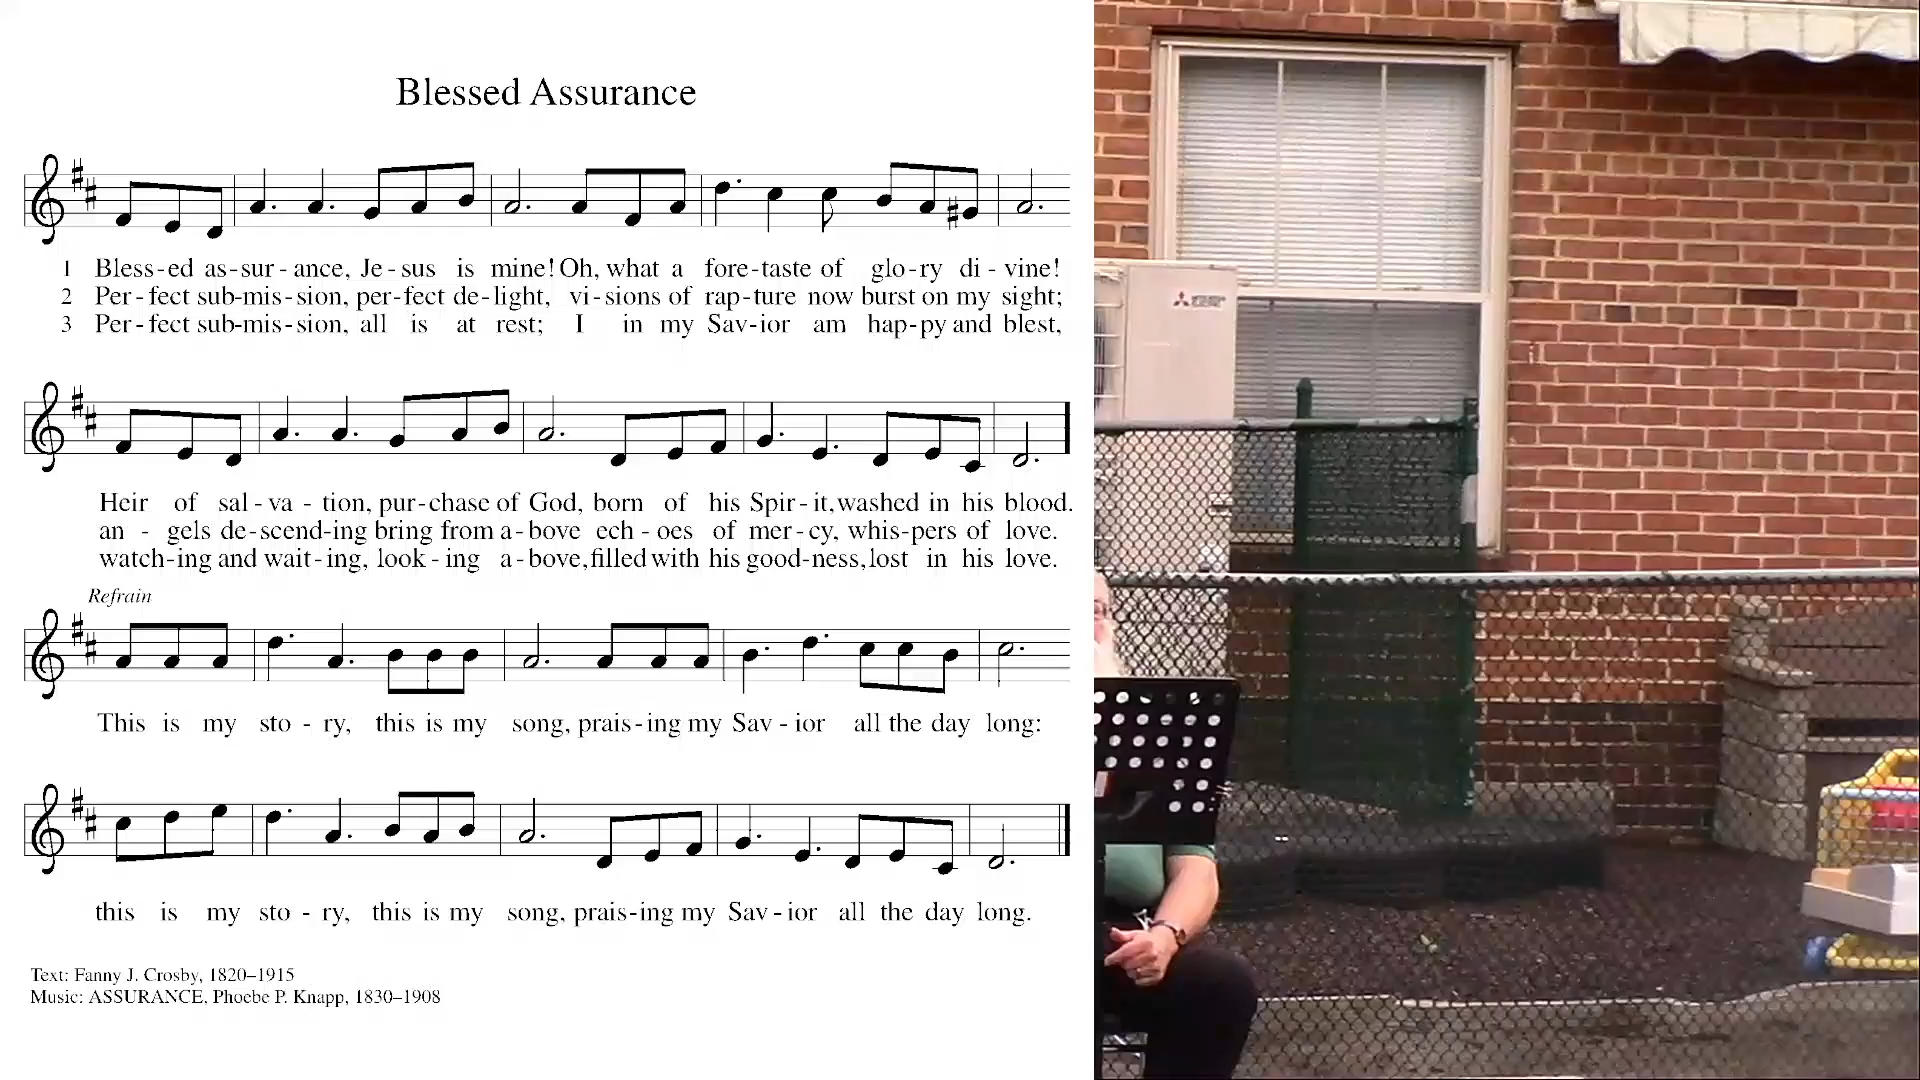 Blessed Assurance
1 Bless-ed as-sur-ance, Je-sus is mine! Oh, what a fore-taste of glo-ry di-vine!
2 Per-fect sub-mis-sion, per-fect de-light, vi-sions of rap-ture now burst on my sight;
3 Per-fect sub-mis-sion, all is at rest; I in my Sav-ior am hap-py and blest,
Heir of sal-va-tion, pur-chase of God, born of his Spir-it, washed in his blood.
an-gels de-scend-ing bring from a-bove ech-oes of mer-cy, whis-pers of love.
watch-ing and wait-ing, look-ing a-bove, filled with his good-ness, lost in his love.
Refrain
This is my sto-ry, this is my song, prais-ing my Sav-ior all the day long:
this is my sto-ry, this is my song, prais-ing my Sav-ior all the day long.
Text: Fanny J. Crosby, 1820–1915
Music: ASSURANCE, Phoebe P. Knapp, 1830–1908